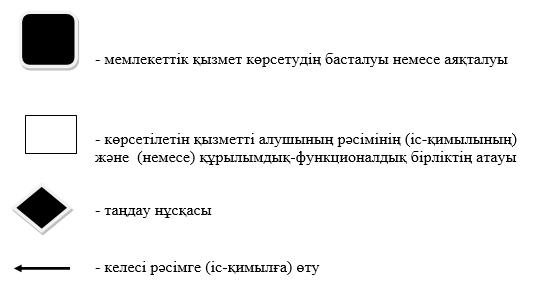 - мемлекеттік қызмет көрсетудің басталуы немесе аяқталуы
- көрсетілетін қызметті алушының рәсімінің (іс-қимылының)
және (немесе) құрылымдық-функционалдық бірліктің атауы
- таңдау нұсқасы
- келесі рәсімге (іс-қимылға) өту